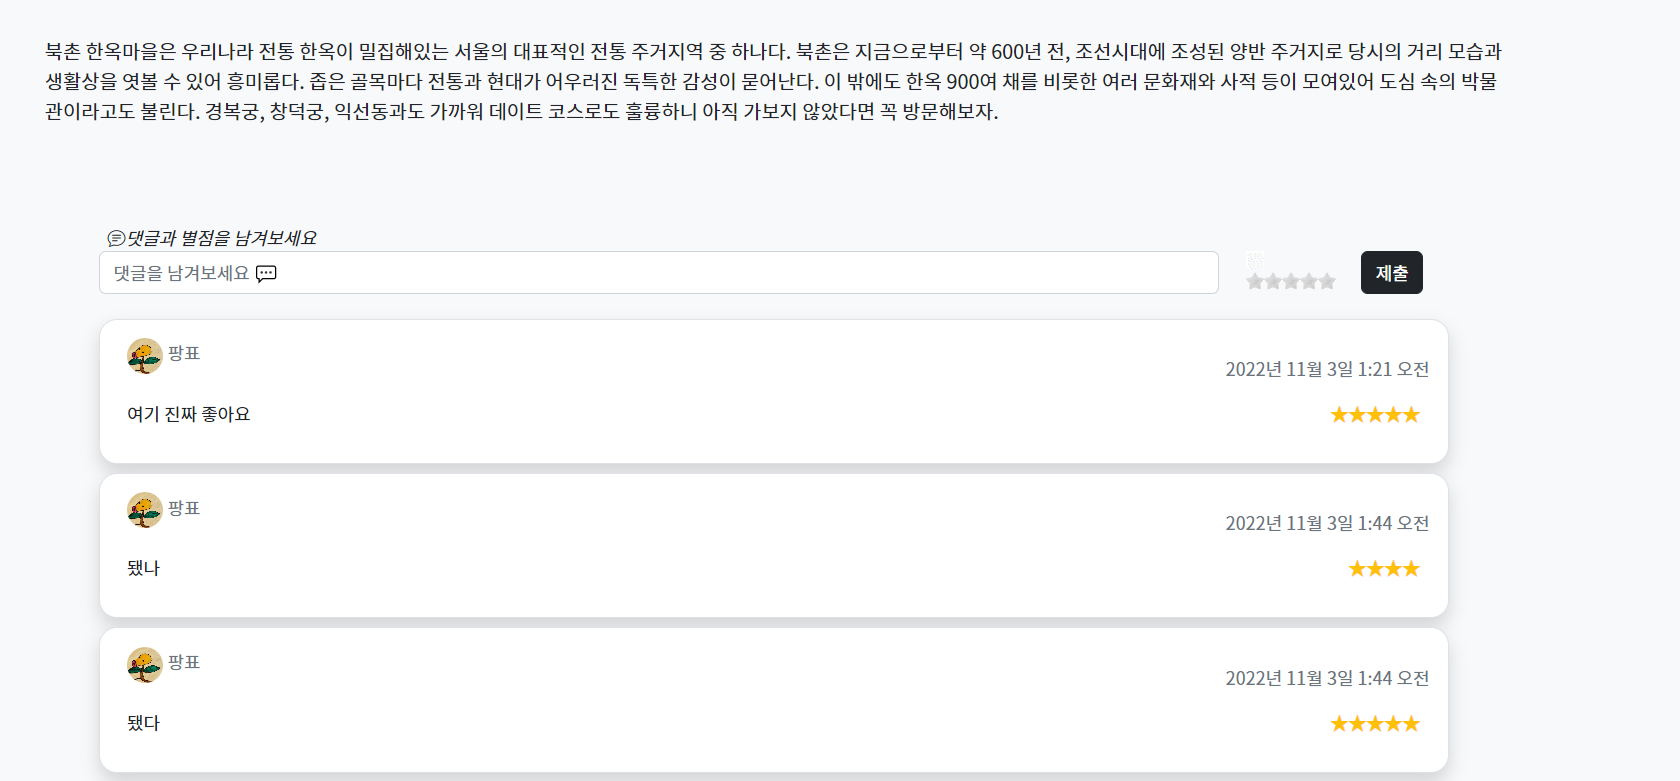 북촌 한옥마을은 우리나라 전통 한옥이 밀집해있는 서울의 대표적인 전통 주거지역 중 하나다. 북촌은 지금으로부터 약 600년 전, 조선시대에 조성된 양반 주거지로 당시의 거리 모습과
생활상을 엿볼 수 있어 흥미롭다. 좁은 골목마다 전통과 현대가 어우러진 독특한 감성이 묻어난다. 이 밖에도 한옥 900여 채를 비롯한 여러 문화재와 사적 등이 모여있어 도심 속의 박물
관이라고도 불린다. 경복궁, 창덕궁, 익선동과도 가까워 데이트 코스로도 훌륭하니 아직 가보지 않았다면 꼭 방문해보자.
댓글과 별점을 남겨보세요
댓글을 남겨보세요 💬
제출
팡표
2022년 11월 3일 1:21 오전
여기 진짜 좋아요
★★★★★
팡표
2022년 11월 3일 1:44 오전
됐나
★★★★
팡표
2022년 11월 3일 1:44 오전
됐다
★★★★★